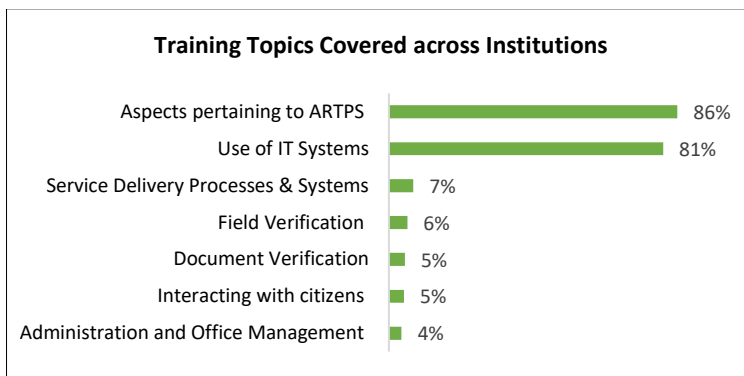 Training Topics Covered across Institutions
Aspects pertaining to ARTPS 86%
Use of IT Systems 81%
Service Delivery Processes & Systems 7%
Field Verification 6%
Document Verification 5%
Interacting with citizens 5%
Administration and Office Management 4%